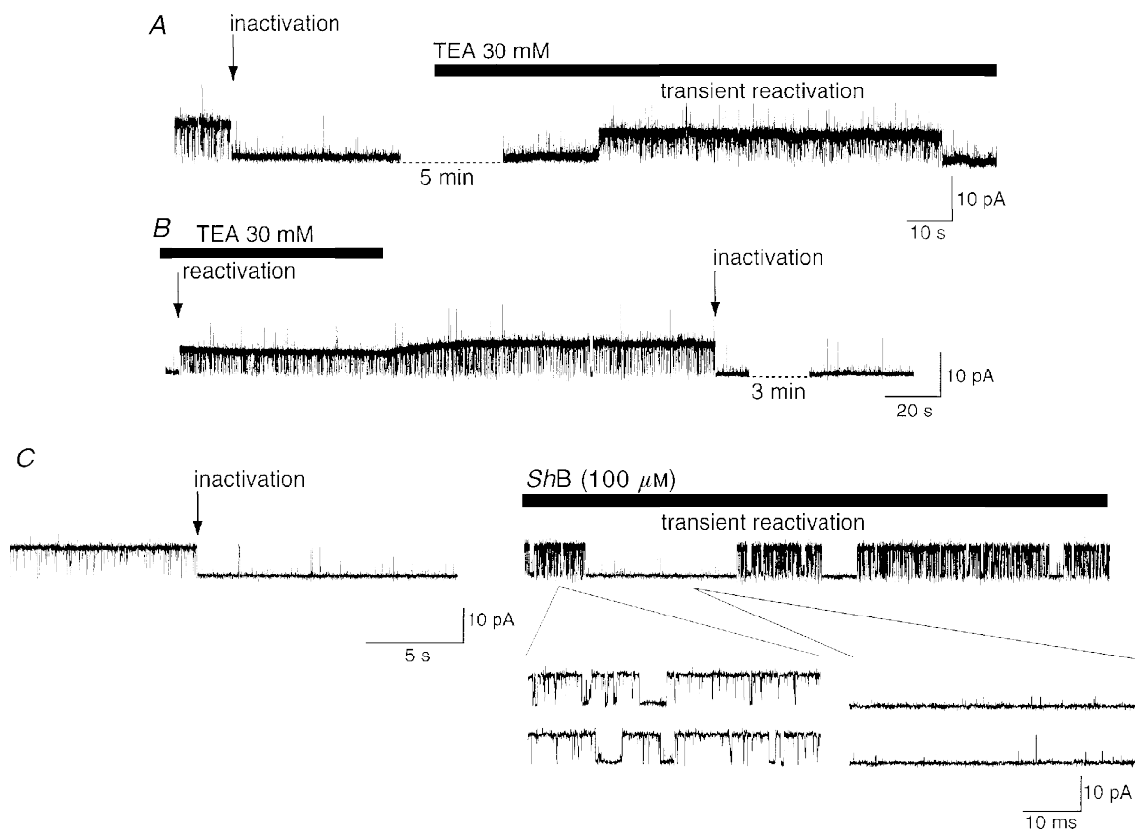 A
inactivation
TEA 30 mM
transient reactivation
5 min
10 pA
10 s
B
TEA 30 mM
reactivation
inactivation
3 min
10 pA
20 s
C
inactivation
ShB (100 μM)
transient reactivation
10 pA
5 s
10 pA
10 ms